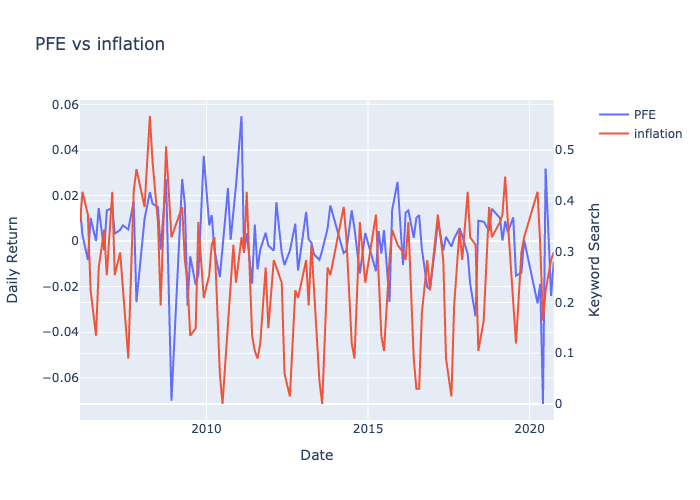 PFE vs inflation
PFE
inflation
0.06
0.04
0.02
0
−0.02
−0.04
−0.06
0.5
0.4
0.3
0.2
0.1
0
2010
2015
2020
Date
Daily Return
Keyword Search